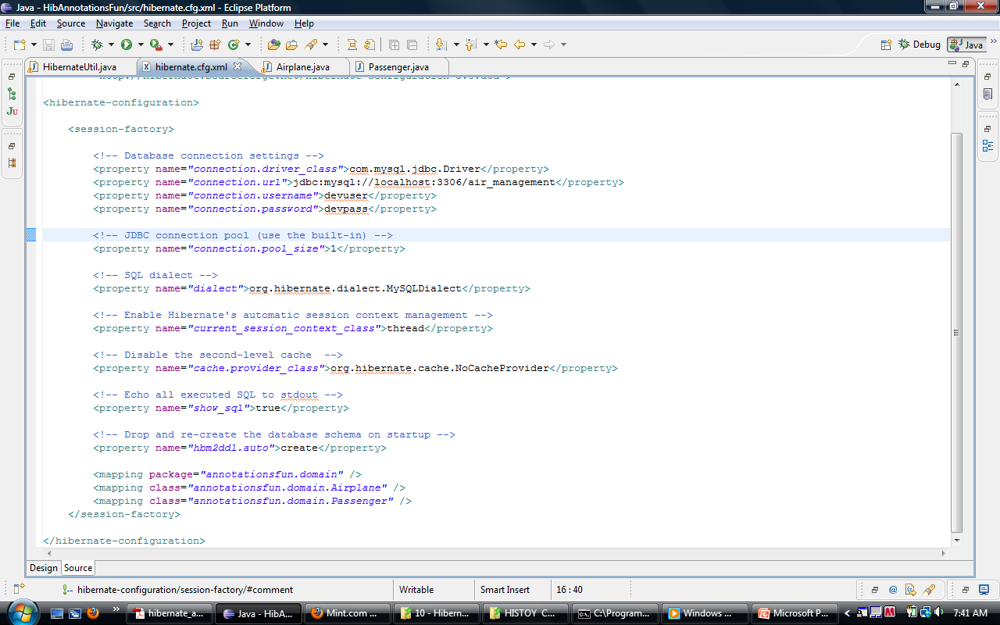 Java - HibAnnotationsFun/src/hibernate.cfg.xml - Eclipse Platform
File Edit Source Navigate Search Project Run Window Help
Debug Java
HibernateUtil.java hibernate.cfg.xml Airplane.java Passenger.java
<hibernate-configuration>
<session-factory>
<!-- Database connection settings -->
<property name="connection.driver_class">com.mysql.jdbc.Driver</property>
<property name="connection.url">jdbc:mysql://localhost:3306/air_management</property>
<property name="connection.username">devuser</property>
<property name="connection.password">devpass</property>
<!-- JDBC connection pool (use the built-in) -->
<property name="connection.pool_size">1</property>
<!-- SQL dialect -->
<property name="dialect">org.hibernate.dialect.MySQLDialect</property>
<!-- Enable Hibernate's automatic session context management -->
<property name="current_session_context_class">thread</property>
<!-- Disable the second-level cache  -->
<property name="cache.provider_class">org.hibernate.cache.NoCacheProvider</property>
<!-- Echo all executed SQL to stdout -->
<property name="show_sql">true</property>
<!-- Drop and re-create the database schema on startup -->
<property name="hbm2ddl.auto">create</property>
<mapping package="annotationsfun.domain" />
<mapping class="annotationsfun.domain.Airplane" />
<mapping class="annotationsfun.domain.Passenger" />
</session-factory>
</hibernate-configuration>
Design Source
hibernate-configuration/session-factory/#comment Writable Smart Insert 16 : 40
hibernate_a... Java - HibA... Mint.com ... 10 - Hibern... HISTOY C... C:\Program... Windows ... Microsoft P... 7:41 AM